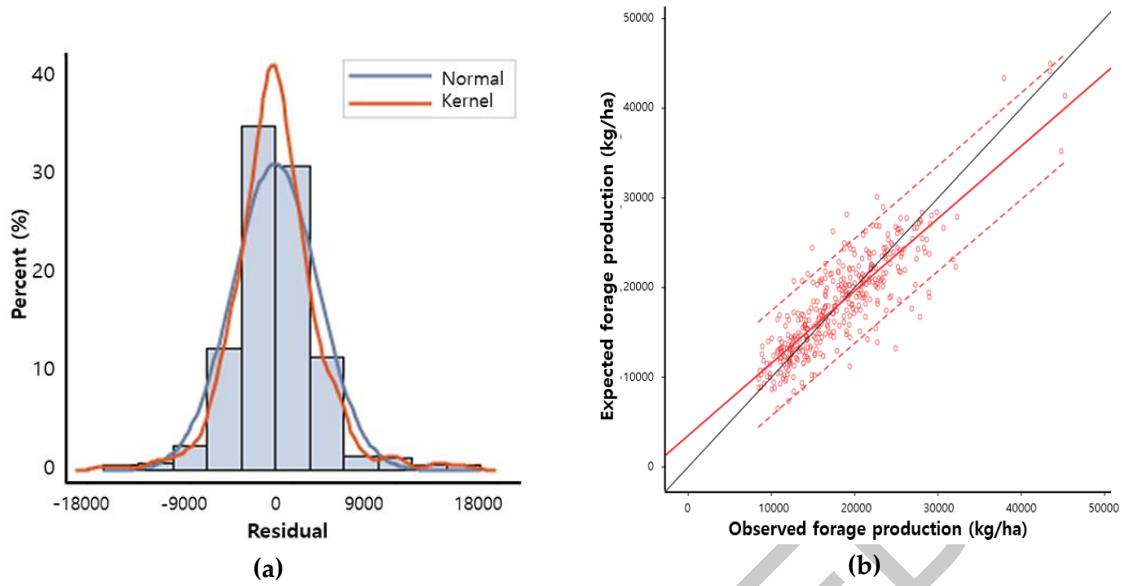 Normal
Kernel
Percent (%)
40
30
20
10
0
-18000 -9000 0 9000 18000
Residual
(a)
Expected forage production (kg/ha)
50000
40000
30000
20000
10000
0
0 10000 20000 30000 40000 50000
Observed forage production (kg/ha)
(b)